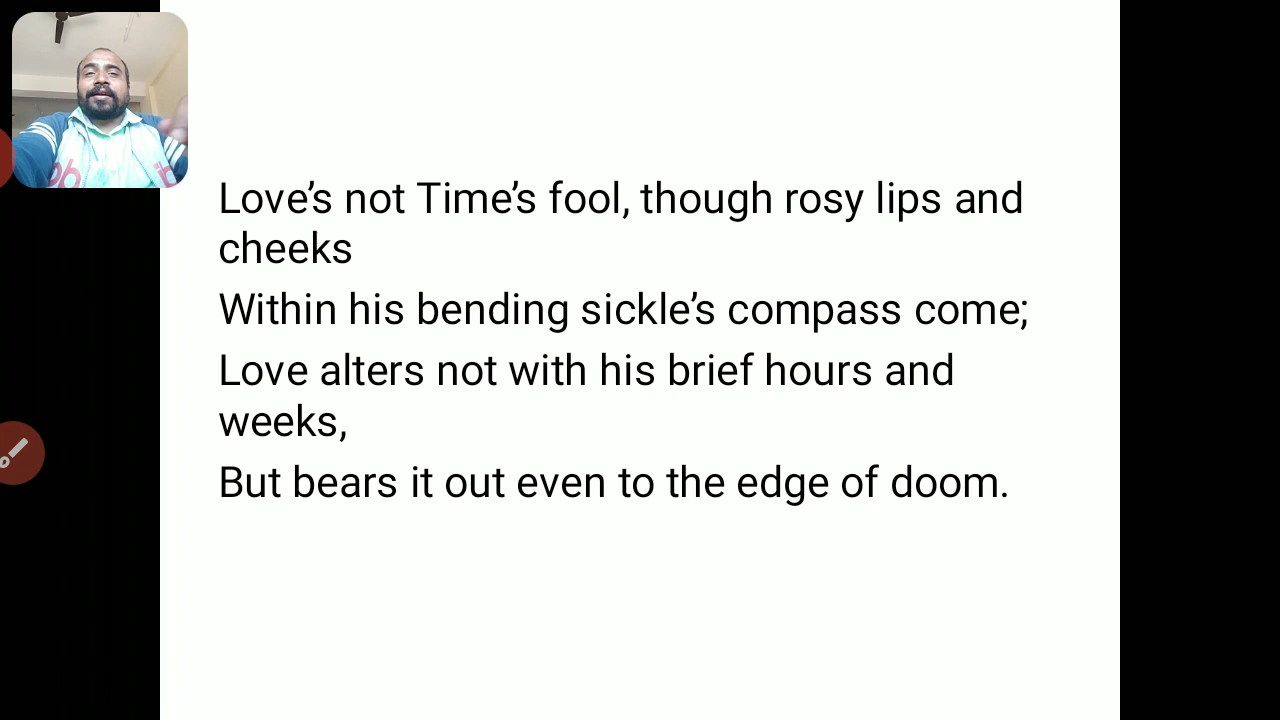 Love’s not Time’s fool, though rosy lips and
cheeks
Within his bending sickle’s compass come;
Love alters not with his brief hours and
weeks,
But bears it out even to the edge of doom.